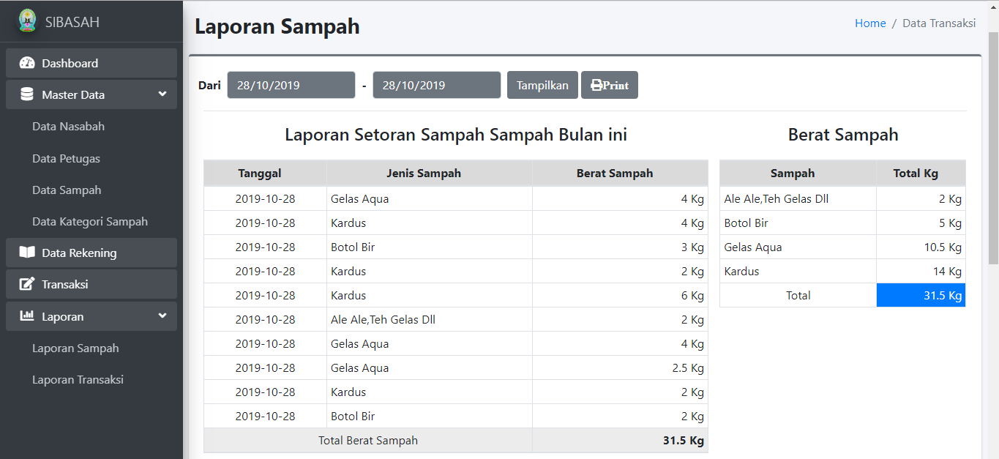 SIBASAH
Dashboard
Master Data
Data Nasabah
Data Petugas
Data Sampah
Data Kategori Sampah
Data Rekening
Transaksi
Laporan
Laporan Sampah
Laporan Transaksi
Laporan Sampah
Home / Data Transaksi
Dari 28/10/2019 - 28/10/2019 Tampilkan Print
Laporan Setoran Sampah Sampah Bulan ini
Tanggal Jenis Sampah Berat Sampah
2019-10-28 Gelas Aqua 4 Kg
2019-10-28 Kardus 4 Kg
2019-10-28 Botol Bir 3 Kg
2019-10-28 Kardus 2 Kg
2019-10-28 Kardus 6 Kg
2019-10-28 Ale Ale,Teh Gelas Dll 2 Kg
2019-10-28 Gelas Aqua 4 Kg
2019-10-28 Gelas Aqua 2.5 Kg
2019-10-28 Kardus 2 Kg
2019-10-28 Botol Bir 2 Kg
Total Berat Sampah 31.5 Kg
Berat Sampah
Sampah Total Kg
Ale Ale,Teh Gelas Dll 2 Kg
Botol Bir 5 Kg
Gelas Aqua 10.5 Kg
Kardus 14 Kg
Total 31.5 Kg